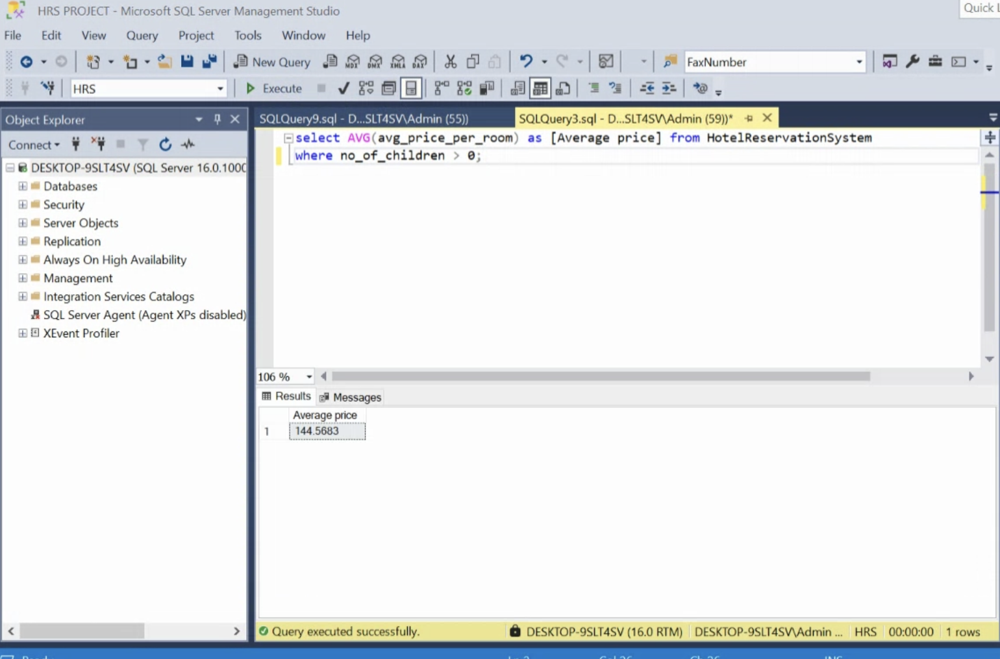 HRS PROJECT - Microsoft SQL Server Management Studio
Quick
File Edit View Query Project Tools Window Help
New Query MDX DMX XMLA DAX FaxNumber
HRS Execute
Object Explorer
SQLQuery9.sql - D...SLT4SV\Admin (55))
SQLQuery3.sql - D...SLT4SV\Admin (59))*
Connect
select AVG(avg_price_per_room) as [Average price] from HotelReservationSystem
where no_of_children > 0;
DESKTOP-9SLT4SV (SQL Server 16.0.1000
Databases
Security
Server Objects
Replication
Always On High Availability
Management
Integration Services Catalogs
SQL Server Agent (Agent XPs disabled)
XEvent Profiler
106 %
Results Messages
Average price
1 144.5683
Query executed successfully.
DESKTOP-9SLT4SV (16.0 RTM) DESKTOP-9SLT4SV\Admin ... HRS 00:00:00 1 rows